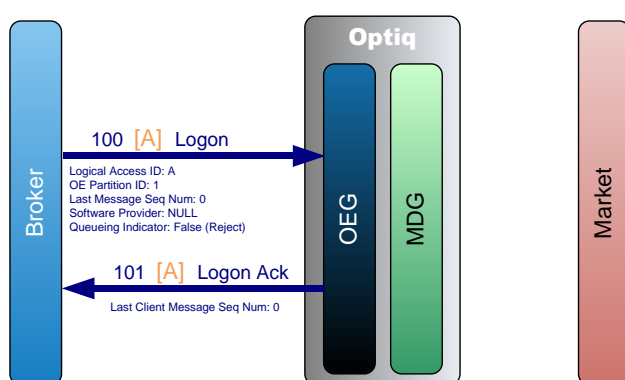 Optiq
100 [A] Logon
Logical Access ID: A
OE Partition ID: 1
Last Message Seq Num: 0
Software Provider: NULL
Queueing Indicator: False (Reject)
Broker
OEG
MDG
Market
101 [A] Logon Ack
Last Client Message Seq Num: 0